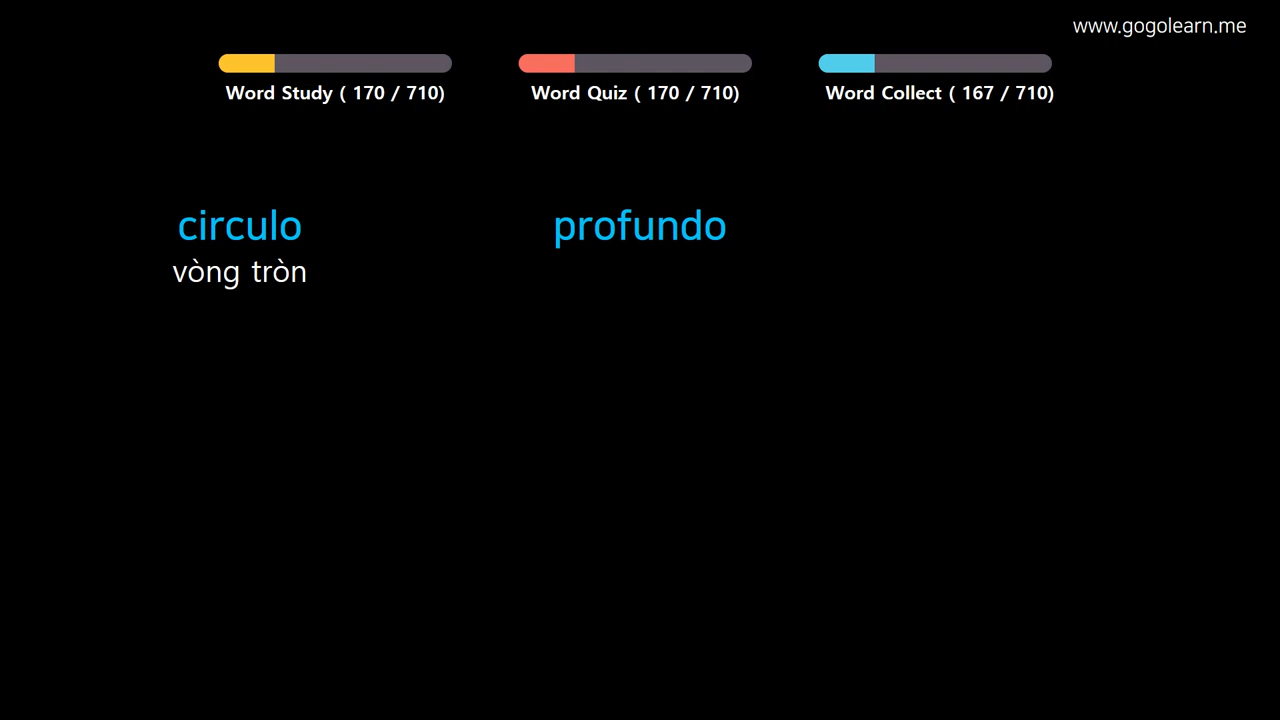 www.gogolearn.me
Word Study ( 170 / 710)
Word Quiz ( 170 / 710)
Word Collect ( 167 / 710)
circulo
vòng tròn
profundo